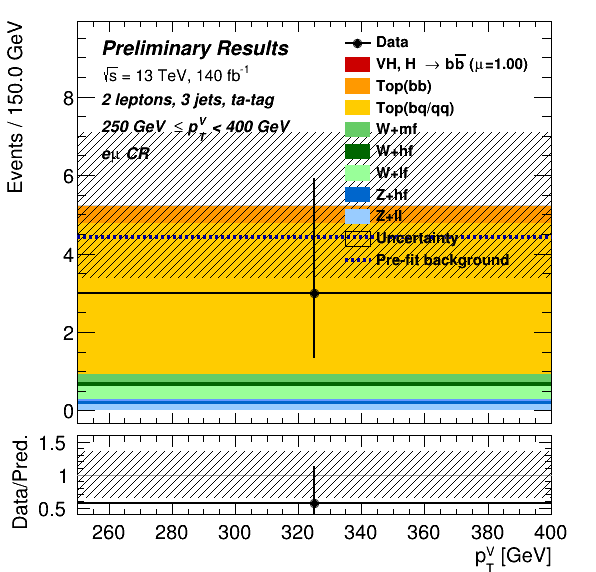 Events / 150.0 GeV
Preliminary Results
√s = 13 TeV, 140 fb⁻¹
2 leptons, 3 jets, ta-tag
250 GeV ≤ p_T^V < 400 GeV
eμ CR
Data
VH, H → bb̅ (μ=1.00)
Top(bb)
Top(bq/qq)
W+mf
W+hf
W+lf
Z+hf
Z+ll
Uncertainty
Pre-fit background
8
6
4
2
0
Data/Pred.
1.5
1
0.5
260 280 300 320 340 360 380 400
p_T^V [GeV]